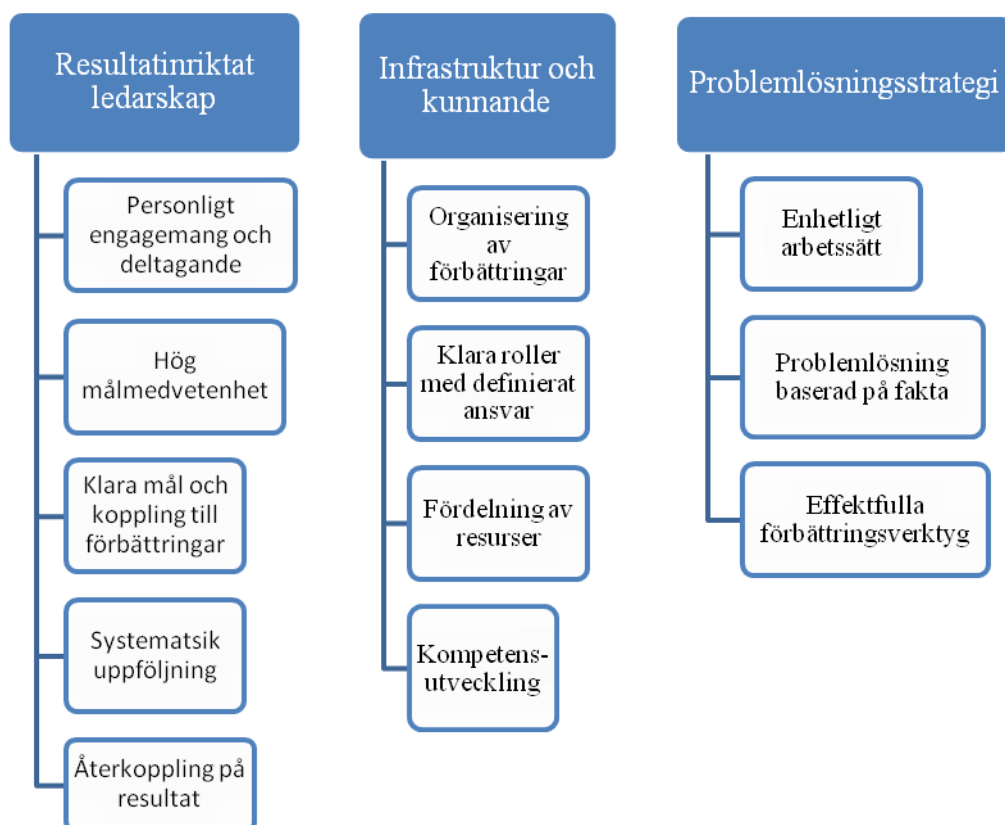 Resultatinriktat
ledarskap
Personligt
engagemang och
deltagande
Hög
målmedvetenhet
Klara mål och
koppling till
förbättringar
Systematsik
uppföljning
Återkoppling på
resultat
Infrastruktur och
kunnande
Organisering
av
förbättringar
Klara roller
med definierat
ansvar
Fördelning av
resurser
Kompetens-
utveckling
Problemlösningsstrategi
Enhetligt
arbetssätt
Problemlösning
baserad på fakta
Effektfulla
förbättringsverktyg